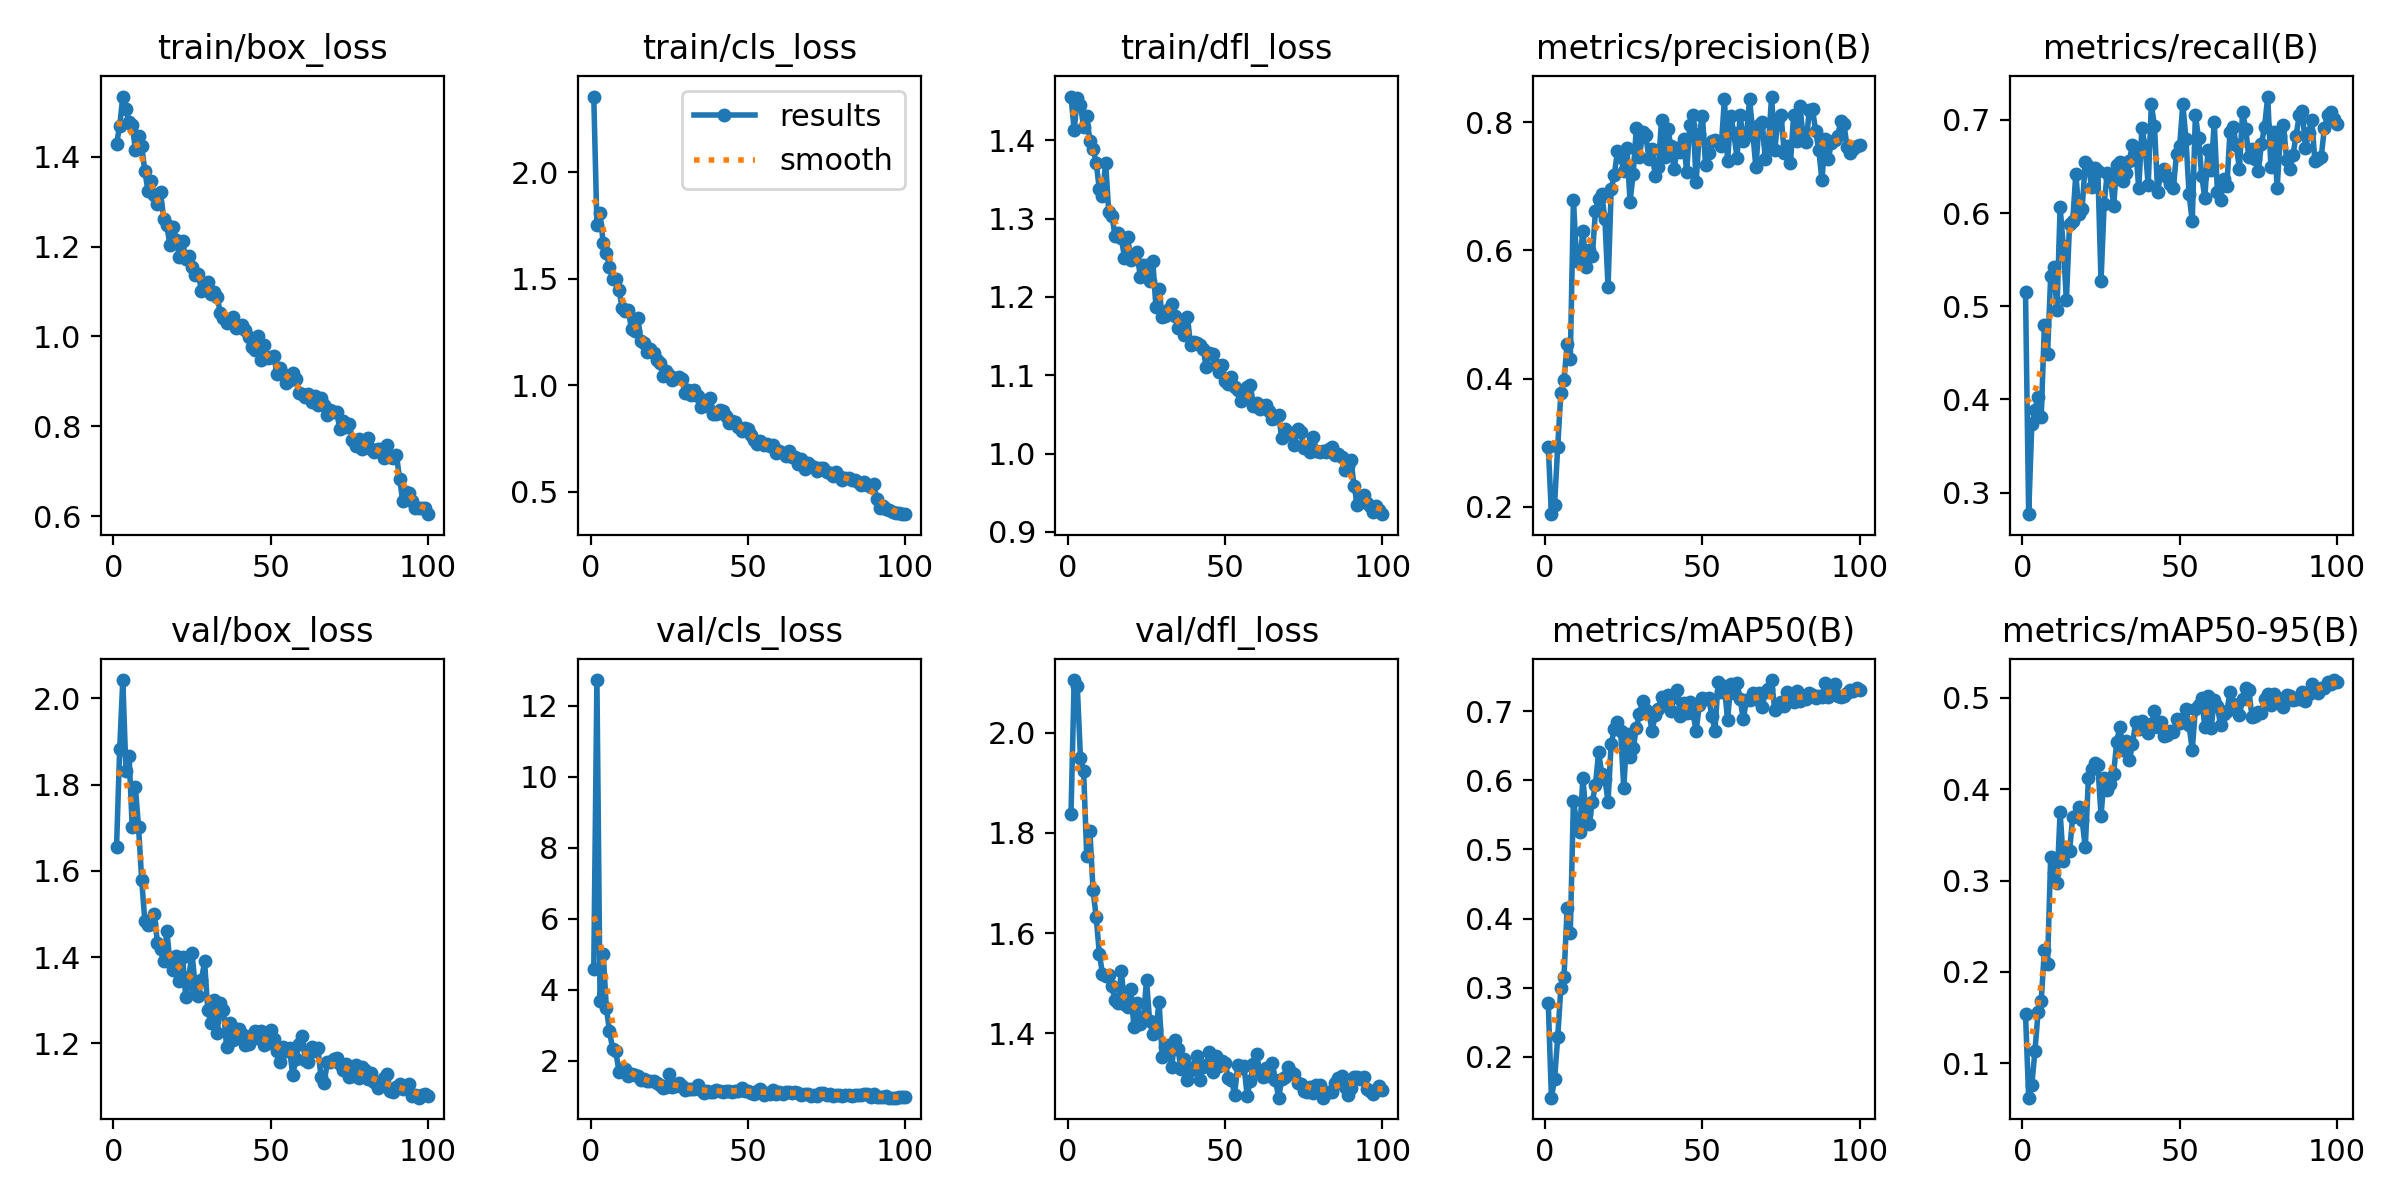 train/box_loss
1.4
1.2
1.0
0.8
0.6
0 50 100
train/cls_loss
results
smooth
2.0
1.5
1.0
0.5
0 50 100
train/dfl_loss
1.4
1.3
1.2
1.1
1.0
0.9
0 50 100
metrics/precision(B)
0.8
0.6
0.4
0.2
0 50 100
metrics/recall(B)
0.7
0.6
0.5
0.4
0.3
0 50 100
val/box_loss
2.0
1.8
1.6
1.4
1.2
0 50 100
val/cls_loss
12
10
8
6
4
2
0 50 100
val/dfl_loss
2.0
1.8
1.6
1.4
0 50 100
metrics/mAP50(B)
0.7
0.6
0.5
0.4
0.3
0.2
0 50 100
metrics/mAP50-95(B)
0.5
0.4
0.3
0.2
0.1
0 50 100